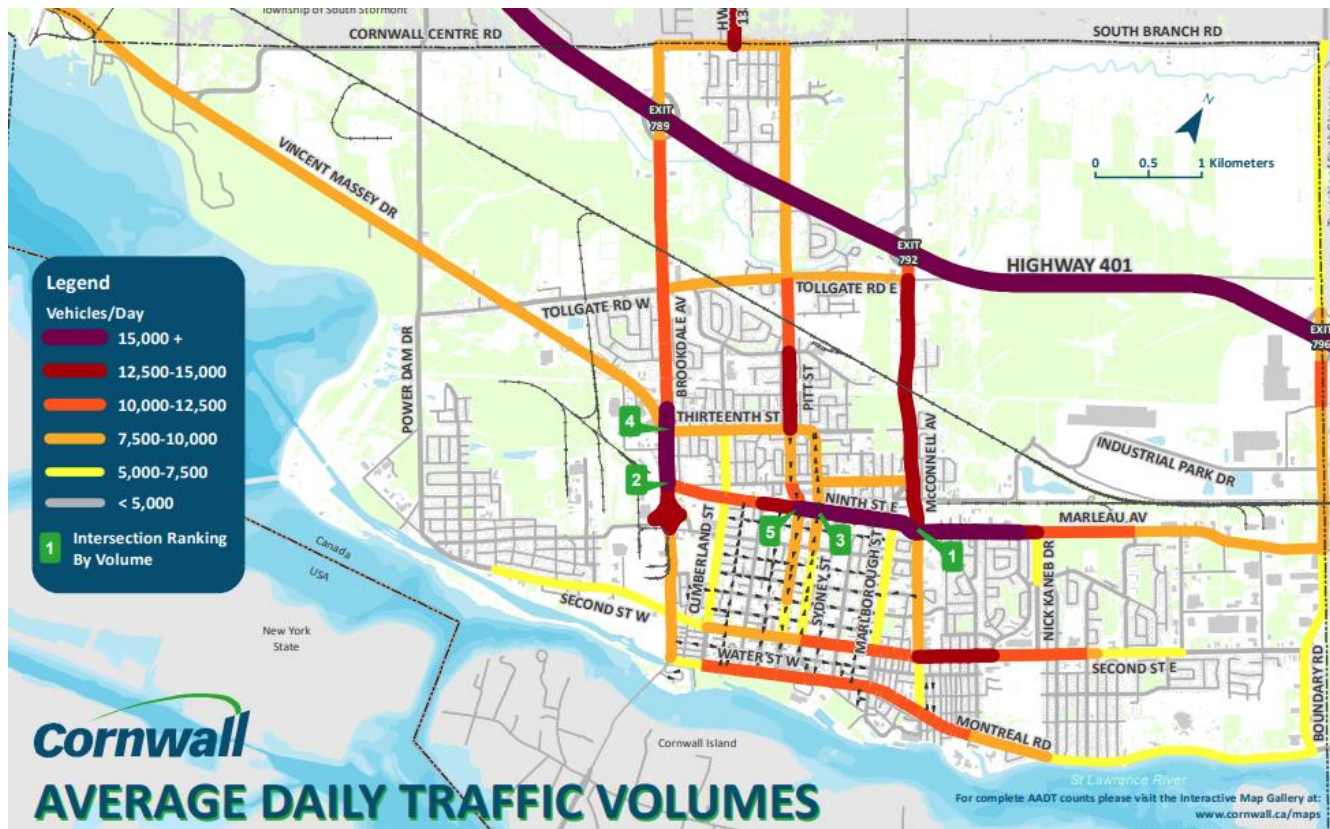 Township of South Stormont
CORNWALL CENTRE RD
HW
138
SOUTH BRANCH RD
EXIT
789
VINCENT MASSEY DR
N
0 0.5 1 Kilometers
EXIT
792
HIGHWAY 401
TOLLGATE RD E
TOLLGATE RD W
BROOKDALE AV
POWER DAM DR
PITT ST
EXIT
796
Legend
Vehicles/Day
15,000 +
12,500-15,000
10,000-12,500
7,500-10,000
5,000-7,500
< 5,000
1 Intersection Ranking
By Volume
4
THIRTEENTH ST
McCONNELL AV
INDUSTRIAL PARK DR
2
NINTH ST E
MARLEAU AV
5
3
1
CUMBERLAND ST
SYDNEY ST
MARLBOROUGH ST
NICK KANEB DR
Canada
USA
SECOND ST W
New York
State
WATER ST W
SECOND ST E
BOUNDARY RD
MONTREAL RD
Cornwall Island
St Lawrence River
Cornwall
AVERAGE DAILY TRAFFIC VOLUMES
For complete AADT counts please visit the Interactive Map Gallery at:
www.cornwall.ca/maps